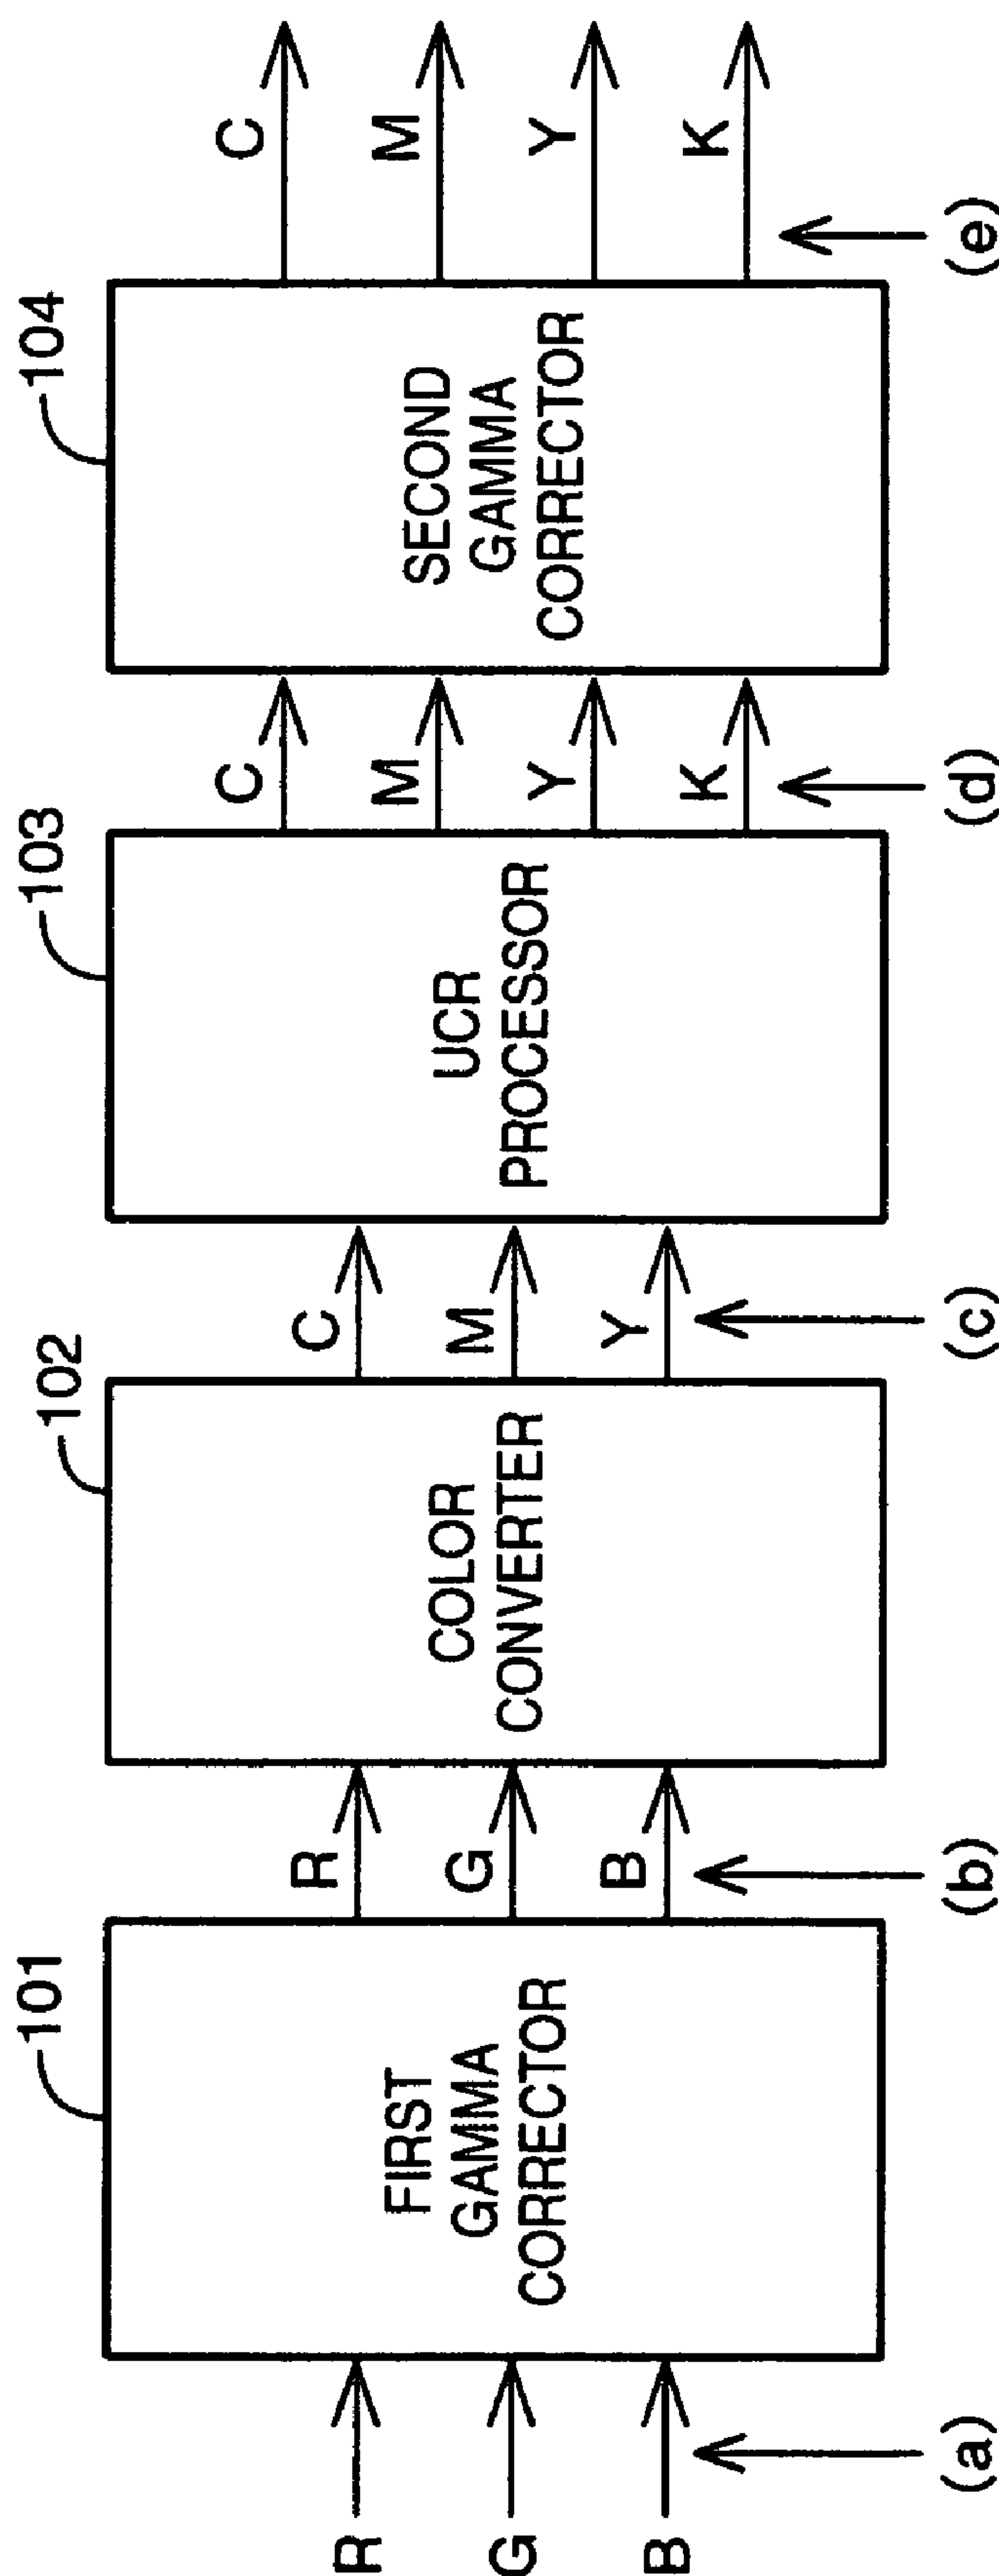 101
102
103
104
R
G
B
FIRST
GAMMA
CORRECTOR
R
G
B
COLOR
CONVERTER
C
M
Y
UCR
PROCESSOR
C
M
Y
K
SECOND
GAMMA
CORRECTOR
C
M
Y
K
(a)
(b)
(c)
(d)
(e)